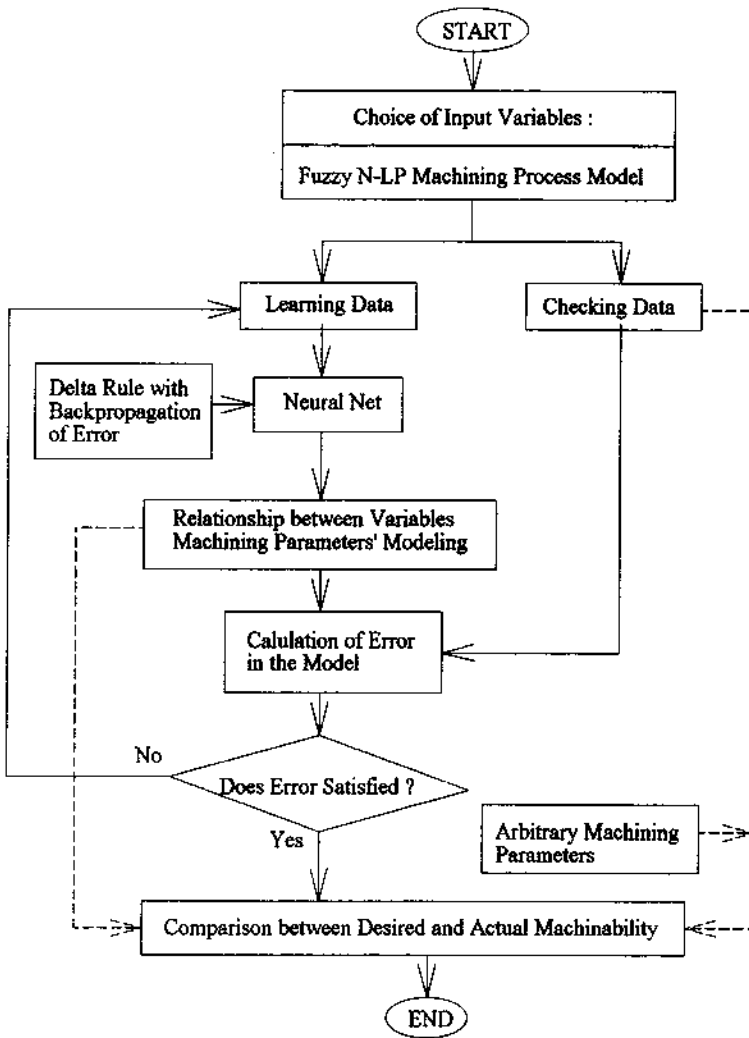 START
Choice of Input Variables :
Fuzzy N-LP Machining Process Model
Learning Data
Checking Data
Delta Rule with
Backpropagation
of Error
Neural Net
Relationship between Variables
Machining Parameters' Modeling
Calulation of Error
in the Model
No
Does Error Satisfied ?
Yes
Arbitrary Machining
Parameters
Comparison between Desired and Actual Machinability
END